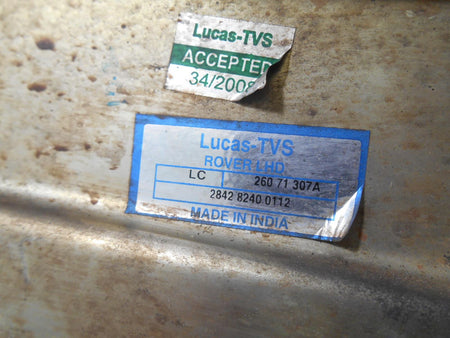 Lucas-TVS
ACCEPTED
34/2008
Lucas-TVS
ROVER LHD
LC 260 71 307A
2842 8240 0112
MADE IN INDIA